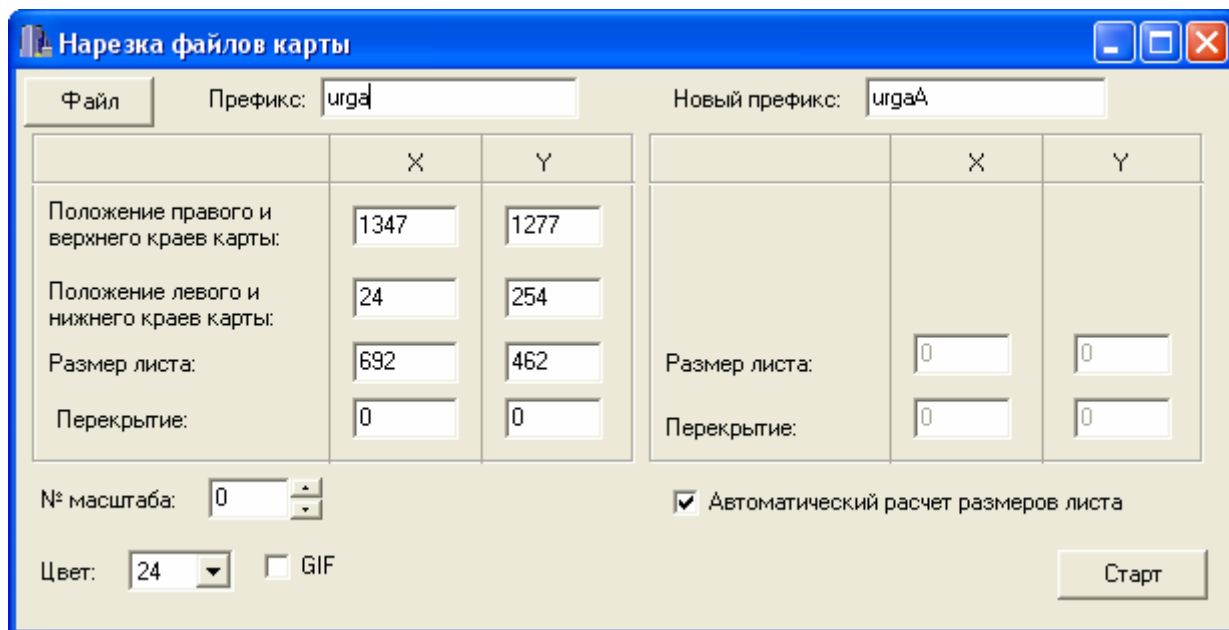 Нарезка файлов карты
Файл Префикс: urga Новый префикс: urgaA
X Y X Y
Положение правого и
верхнего краев карты: 1347 1277
Положение левого и
нижнего краев карты: 24 254
Размер листа: 692 462 Размер листа: 0 0
Перекрытие: 0 0 Перекрытие: 0 0
№ масштаба: 0 Автоматический расчет размеров листа
Цвет: 24 GIF Старт